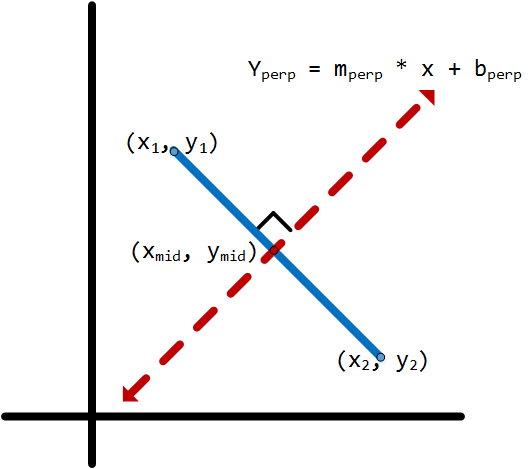 Yperp = mperp * x + bperp
(x1, y1)
(xmid, ymid)
(x2, y2)